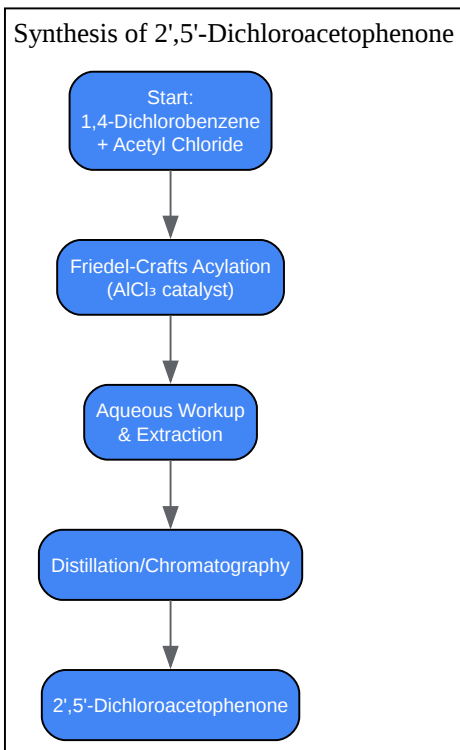 Synthesis of 2',5'-Dichloroacetophenone
Start:
1,4-Dichlorobenzene
+ Acetyl Chloride
Friedel-Crafts Acylation
(AlCl₃ catalyst)
Aqueous Workup
& Extraction
Distillation/Chromatography
2',5'-Dichloroacetophenone